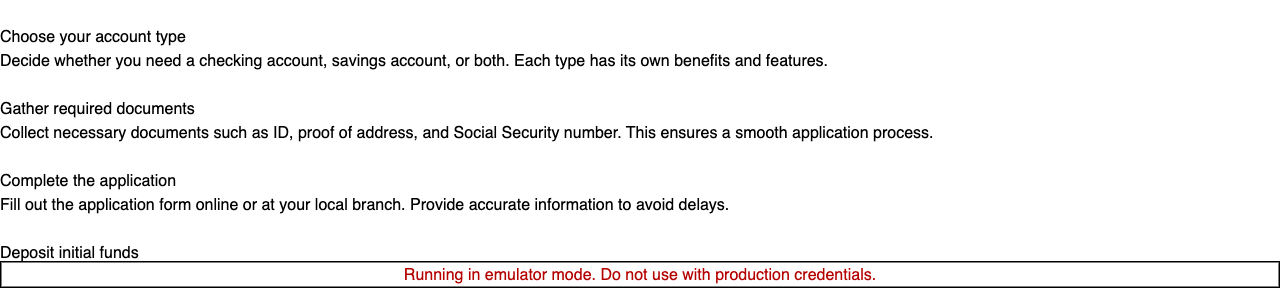 Choose your account type
Decide whether you need a checking account, savings account, or both. Each type has its own benefits and features.
Gather required documents
Collect necessary documents such as ID, proof of address, and Social Security number. This ensures a smooth application process.
Complete the application
Fill out the application form online or at your local branch. Provide accurate information to avoid delays.
Deposit initial funds
Running in emulator mode. Do not use with production credentials.